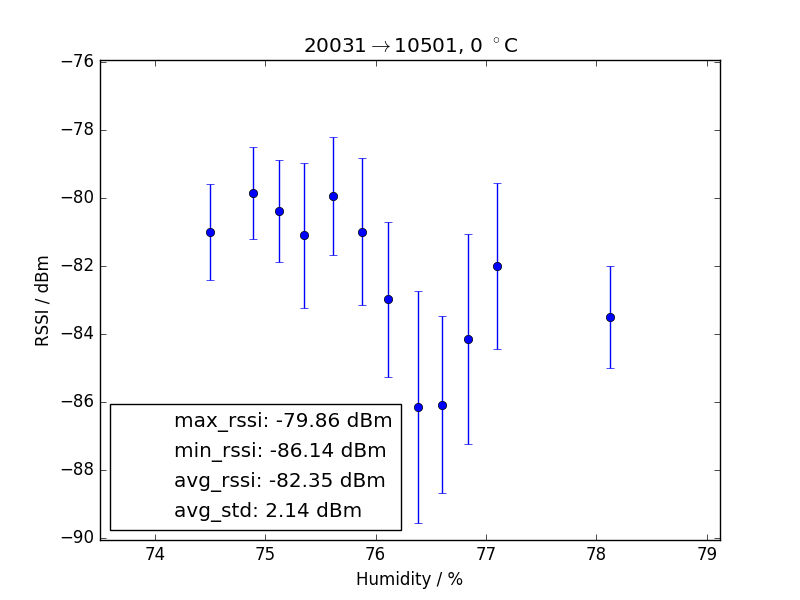 20031→10501, 0 °C
−76
−78
−80
−82
−84
−86
−88
−90
RSSI / dBm
max_rssi: -79.86 dBm
min_rssi: -86.14 dBm
avg_rssi: -82.35 dBm
avg_std: 2.14 dBm
74 75 76 77 78 79
Humidity / %